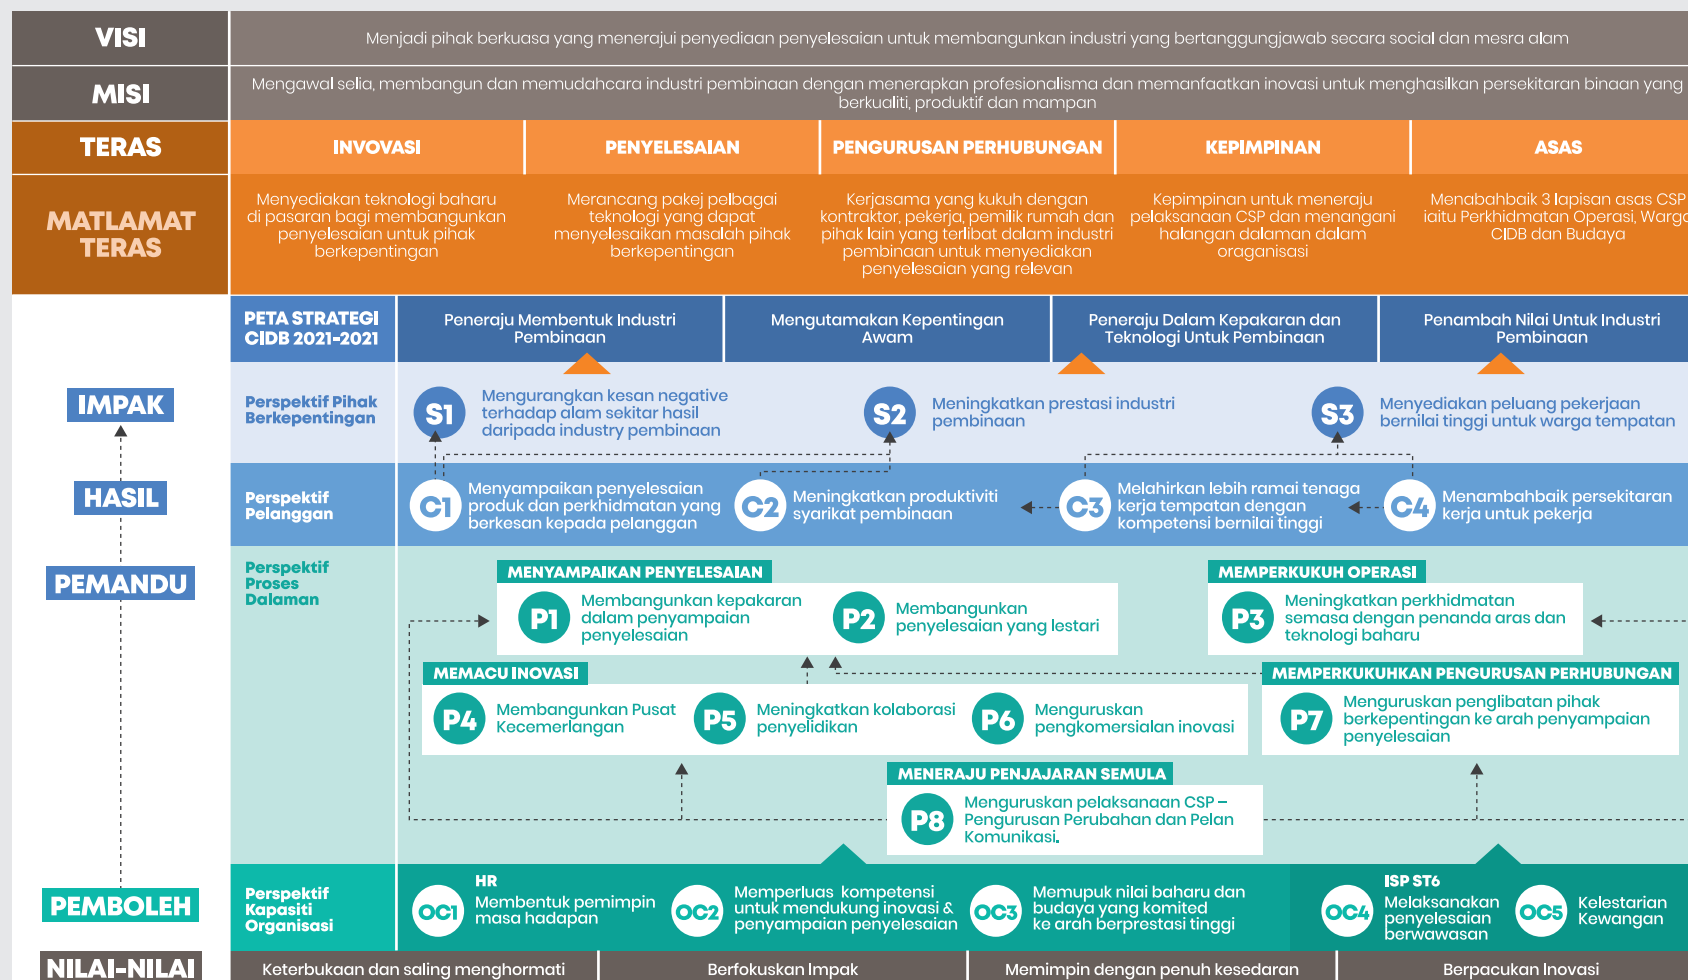 VISI
Menjadi pihak berkuasa yang menerajui penyediaan penyelesaian untuk membangunkan industri yang bertanggungjawab secara social dan mesra alam
MISI
Mengawal selia, membangun dan memudahcara industri pembinaan dengan menerapkan profesionalisma dan memanfaatkan inovasi untuk menghasilkan persekitaran binaan yang
berkualiti, produktif dan mampan
TERAS
INVOVASI
PENYELESAIAN
PENGURUSAN PERHUBUNGAN
KEPIMPINAN
ASAS
MATLAMAT
TERAS
Menyediakan teknologi baharu
di pasaran bagi membangunkan
penyelesaian untuk pihak
berkepentingan
Merancang pakej pelbagai
teknologi yang dapat
menyelesaikan masalah pihak
berkepentingan
Kerjasama yang kukuh dengan
kontraktor, pekerja, pemilik rumah dan
pihak lain yang terlibat dalam industri
pembinaan untuk menyediakan
penyelesaian yang relevan
Kepimpinan untuk meneraju
pelaksanaan CSP dan menangani
halangan dalaman dalam
oraganisasi
Menabahbaik 3 lapisan asas CSP
iaitu Perkhidmatan Operasi, Warga
CIDB dan Budaya
PETA STRATEGI
CIDB 2021-2021
Peneraju Membentuk Industri
Pembinaan
Mengutamakan Kepentingan
Awam
Peneraju Dalam Kepakaran dan
Teknologi Untuk Pembinaan
Penambah Nilai Untuk Industri
Pembinaan
IMPAK
Perspektif Pihak
Berkepentingan
S1
Mengurangkan kesan negative
terhadap alam sekitar hasil
daripada industry pembinaan
S2
Meningkatkan prestasi industri
pembinaan
S3
Menyediakan peluang pekerjaan
bernilai tinggi untuk warga tempatan
HASIL
Perspektif
Pelanggan
C1
Menyampaikan penyelesaian
produk dan perkhidmatan yang
berkesan kepada pelanggan
C2
Meningkatkan produktiviti
syarikat pembinaan
C3
Melahirkan lebih ramai tenaga
kerja tempatan dengan
kompetensi bernilai tinggi
C4
Menambahbaik persekitaran
kerja untuk pekerja
PEMANDU
Perspektif
Proses
Dalaman
MENYAMPAIKAN PENYELESAIAN
P1
Membangunkan kepakaran
dalam penyampaian
penyelesaian
P2
Membangunkan
penyelesaian yang lestari
MEMPERKUKUH OPERASI
P3
Meningkatkan perkhidmatan
semasa dengan penanda aras dan
teknologi baharu
MEMACU INOVASI
P4
Membangunkan Pusat
Kecemerlangan
P5
Meningkatkan kolaborasi
penyelidikan
P6
Menguruskan
pengkomersialan inovasi
MEMPERKUKUHKAN PENGURUSAN PERHUBUNGAN
P7
Menguruskan penglibatan pihak
berkepentingan ke arah penyampaian
penyelesaian
MENERAJU PENJAJARAN SEMULA
P8
Menguruskan pelaksanaan CSP –
Pengurusan Perubahan dan Pelan
Komunikasi.
PEMBOLEH
Perspektif
Kapasiti
Organisasi
OC1
HR
Membentuk pemimpin
masa hadapan
OC2
Memperluas kompetensi
untuk mendukung inovasi &
penyampaian penyelesaian
OC3
Memupuk nilai baharu dan
budaya yang komited
ke arah berprestasi tinggi
OC4
ISP ST6
Melaksanakan
penyelesaian
berwawasan
OC5
Kelestarian
Kewangan
NILAI-NILAI
Keterbukaan dan saling menghormati
Berfokuskan Impak
Memimpin dengan penuh kesedaran
Berpacukan Inovasi